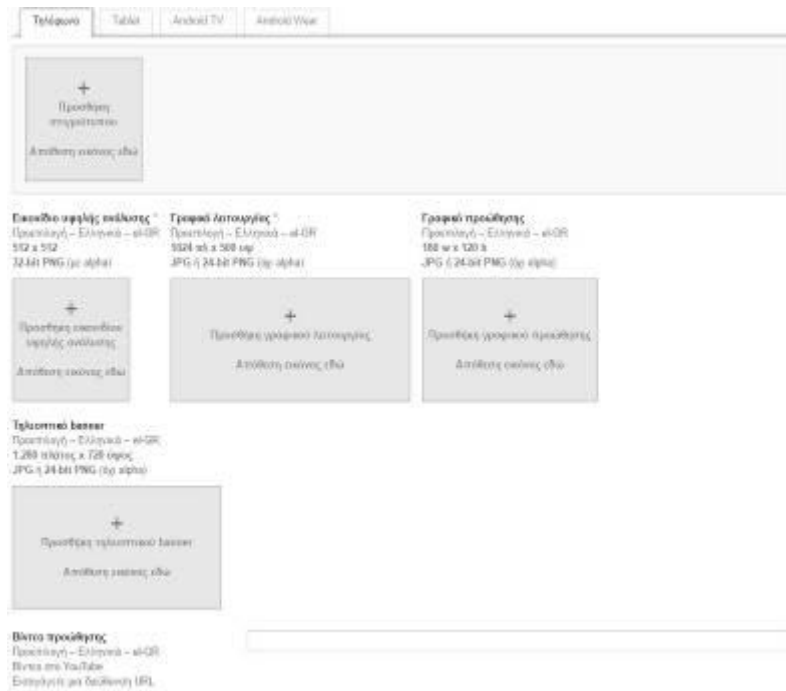 Τηλέφωνο Tablet Android TV Android Wear
+
Προσθήκη
στιγμιότυπου
Απόθεση εικόνας εδώ
Εικονίδιο υψηλής ανάλυσης * Γραφικό λειτουργίας * Γραφικό προώθησης
Προεπιλογή – Ελληνικά – el-GR Προεπιλογή – Ελληνικά – el-GR Προεπιλογή – Ελληνικά – el-GR
512 x 512 1024 πλ x 500 υψ 180 w x 120 h
32-bit PNG (με alpha) JPG ή 24-bit PNG (όχι alpha) JPG ή 24-bit PNG (όχι alpha)
+ + +
Προσθήκη εικονιδίου
υψηλής ανάλυσης
Προσθήκη γραφικού λειτουργίας Προσθήκη γραφικού προώθησης
Απόθεση εικόνας εδώ Απόθεση εικόνας εδώ Απόθεση εικόνας εδώ
Τηλεοπτικό banner
Προεπιλογή – Ελληνικά – el-GR
1.280 πλάτος x 720 ύψος
JPG ή 24-bit PNG (όχι alpha)
+
Προσθήκη τηλεοπτικού banner
Απόθεση εικόνας εδώ
Βίντεο προώθησης
Προεπιλογή – Ελληνικά – el-GR
Βίντεο στο YouTube
Εισαγάγετε μια διεύθυνση URL